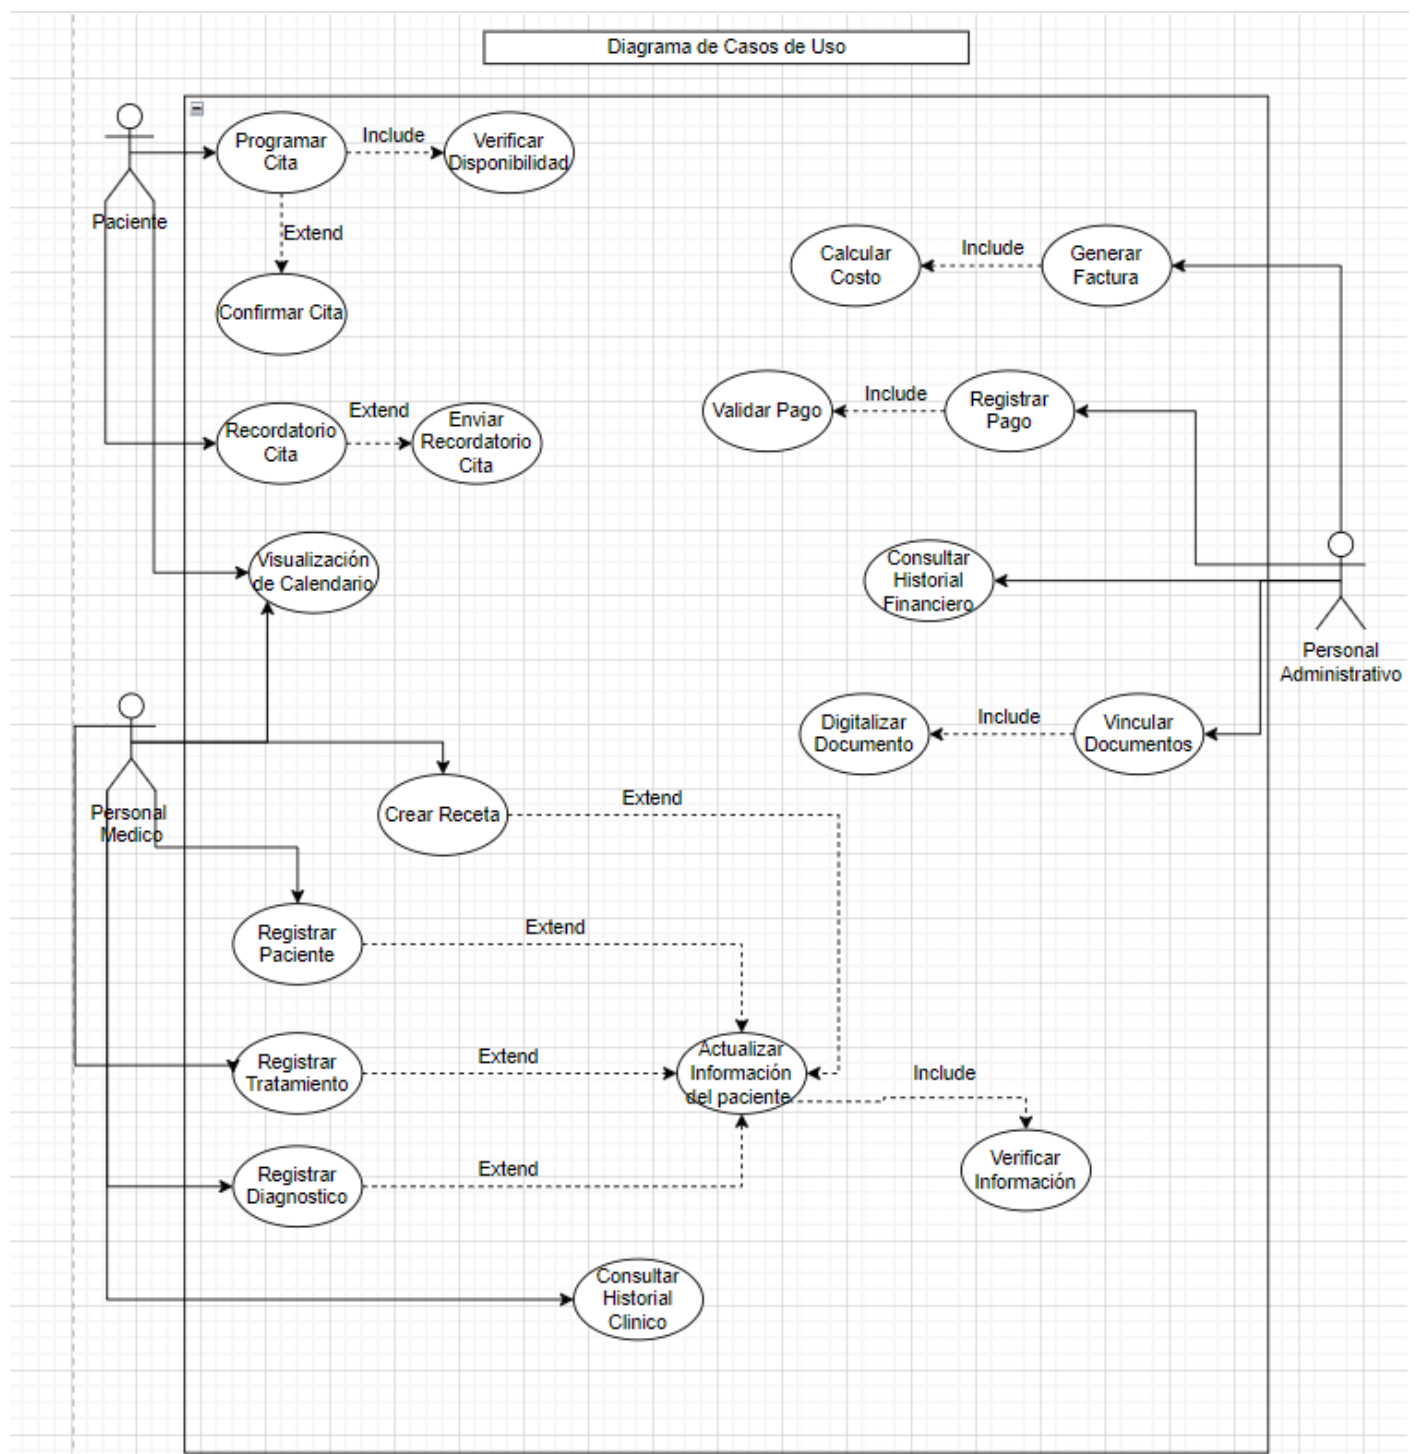 Diagrama de Casos de Uso
Programar
Cita
Include
Verificar
Disponibilidad
Paciente
Extend
Confirmar Cita
Calcular
Costo
Include
Generar
Factura
Recordatorio
Cita
Extend
Enviar
Recordatorio
Cita
Validar Pago
Include
Registrar
Pago
Visualización
de Calendario
Consultar
Historial
Financiero
Personal
Administrativo
Digitalizar
Documento
Include
Vincular
Documentos
Personal
Medico
Crear Receta
Extend
Registrar
Paciente
Extend
Registrar
Tratamiento
Extend
Actualizar
Información
del paciente
Include
Verificar
Información
Registrar
Diagnostico
Extend
Consultar
Historial
Clinico